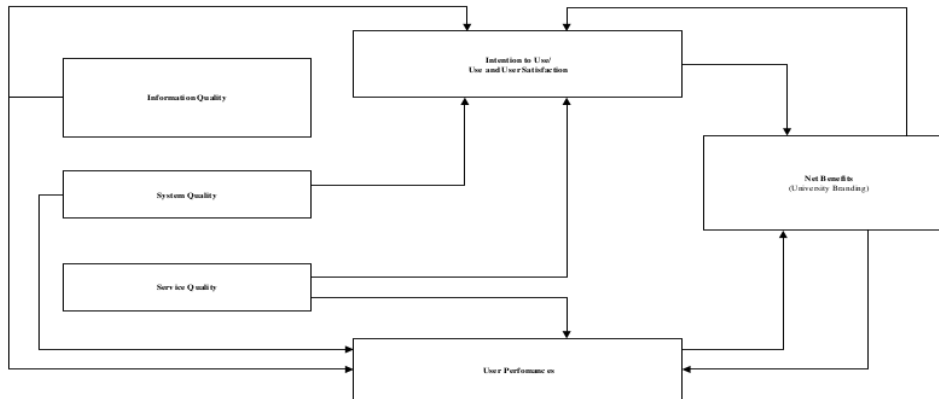 Intention to Use/
Use and User Satisfaction
Information Quality
System Quality
Net Benefits
(University Branding)
Service Quality
User Perfomances